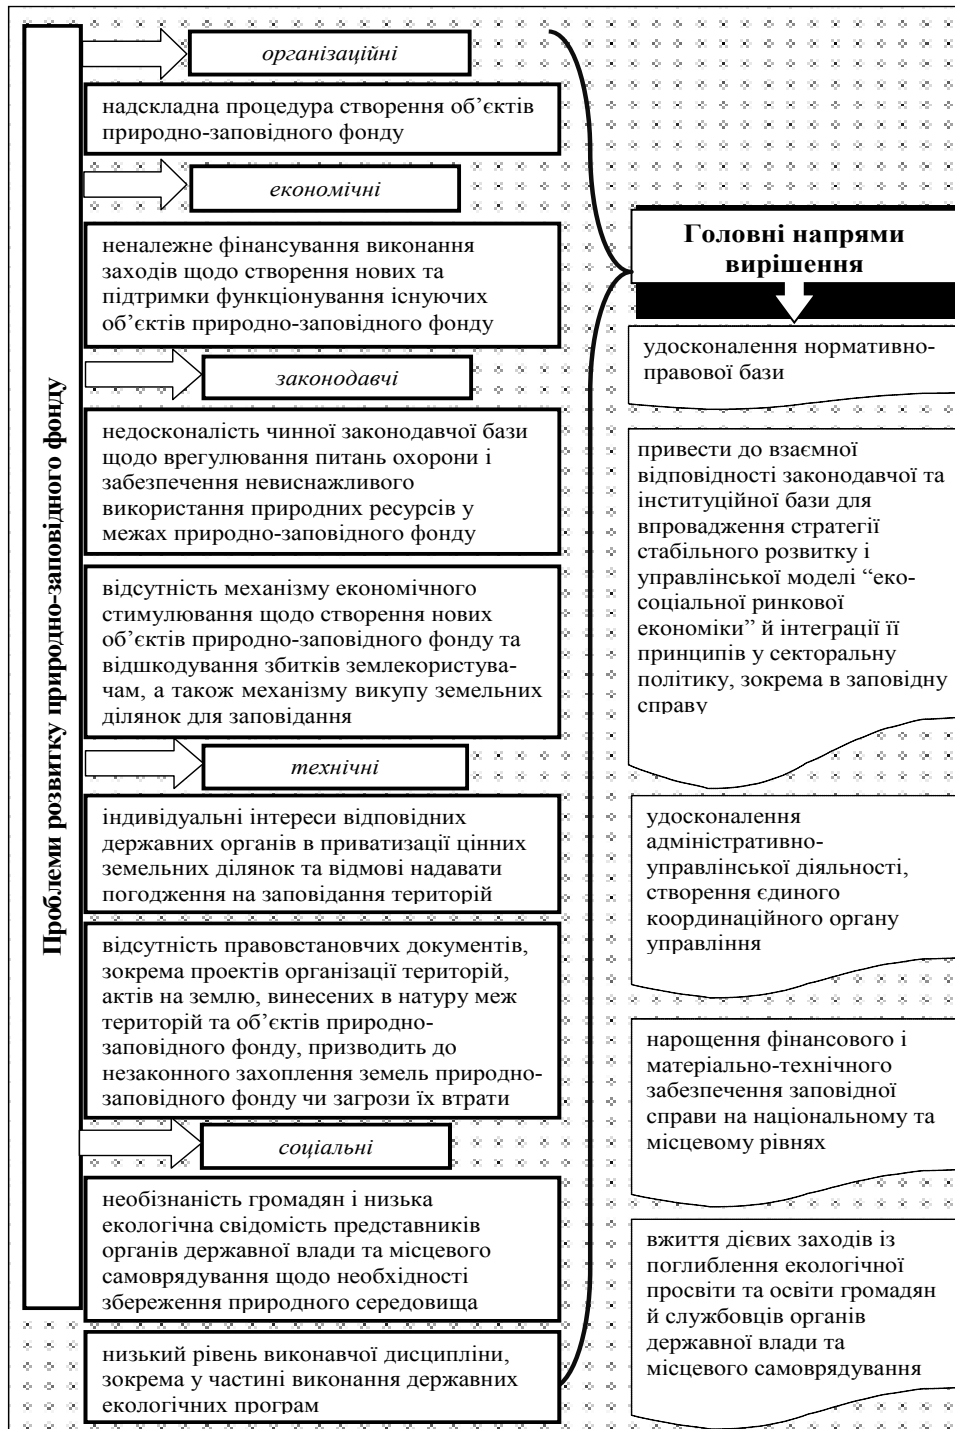 Проблеми розвитку природно-заповідного фонду
організаційні
надскладна процедура створення об’єктів
природно-заповідного фонду
економічні
неналежне фінансування виконання
заходів щодо створення нових та
підтримки функціонування існуючих
об’єктів природно-заповідного фонду
законодавчі
недосконалість чинної законодавчої бази
щодо врегулювання питань охорони і
забезпечення невиснажливого
використання природних ресурсів у
межах природно-заповідного фонду
відсутність механізму економічного
стимулювання щодо створення нових
об’єктів природно-заповідного фонду та
відшкодування збитків землекористува-
чам, а також механізму викупу земельних
ділянок для заповідання
технічні
індивідуальні інтереси відповідних
державних органів в приватизації цінних
земельних ділянок та відмові надавати
погодження на заповідання територій
відсутність правовстановчих документів,
зокрема проектів організації територій,
актів на землю, винесених в натуру меж
територій та об’єктів природно-
заповідного фонду, призводить до
незаконного захоплення земель природно-
заповідного фонду чи загрози їх втрати
соціальні
необізнаність громадян і низька
екологічна свідомість представників
органів державної влади та місцевого
самоврядування щодо необхідності
збереження природного середовища
низький рівень виконавчої дисципліни,
зокрема у частині виконання державних
екологічних програм
Головні напрями
вирішення
удосконалення нормативно-
правової бази
привести до взаємної
відповідності законодавчої та
інституційної бази для
впровадження стратегії
стабільного розвитку і
управлінської моделі “еко-
соціальної ринкової
економіки” й інтеграції її
принципів у секторальну
політику, зокрема в заповідну
справу
удосконалення
адміністративно-
управлінської діяльності,
створення єдиного
координаційного органу
управління
нарощення фінансового і
матеріально-технічного
забезпечення заповідної
справи на національному та
місцевому рівнях
вжиття дієвих заходів із
поглиблення екологічної
просвіти та освіти громадян
й службовців органів
державної влади та
місцевого самоврядування